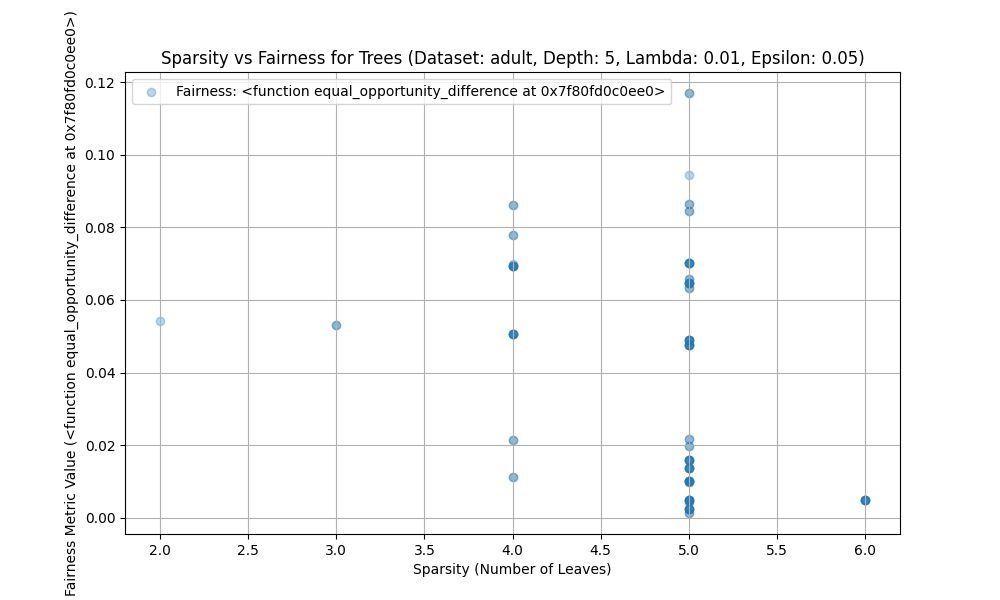 Sparsity vs Fairness for Trees (Dataset: adult, Depth: 5, Lambda: 0.01, Epsilon: 0.05)
Fairness: <function equal_opportunity_difference at 0x7f80fd0c0ee0>
Fairness Metric Value (<function equal_opportunity_difference at 0x7f80fd0c0ee0>)
0.12
0.10
0.08
0.06
0.04
0.02
0.00
2.0 2.5 3.0 3.5 4.0 4.5 5.0 5.5 6.0
Sparsity (Number of Leaves)